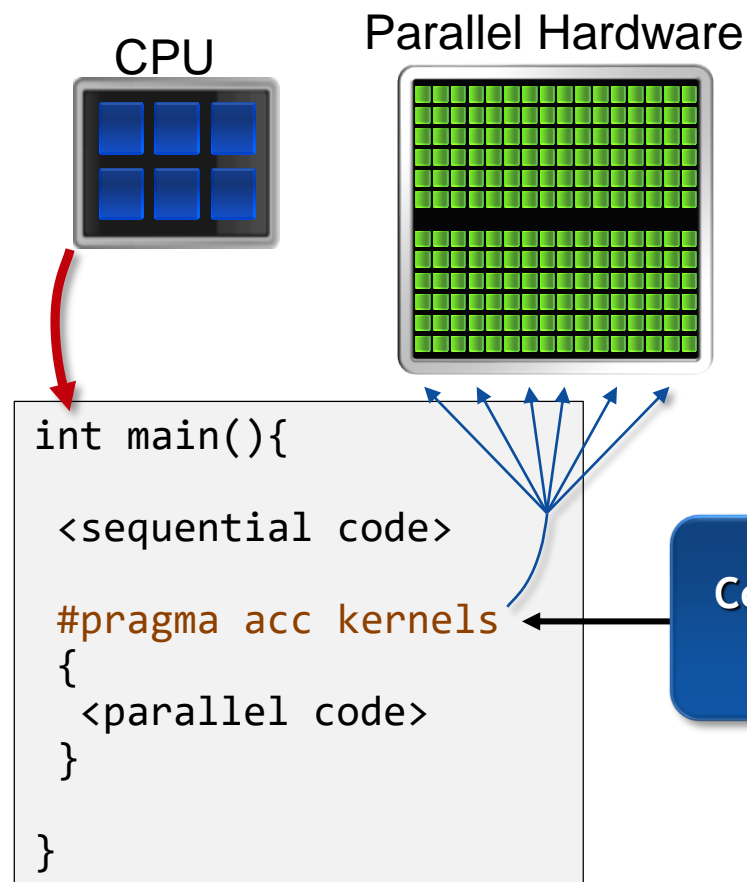 CPU
Parallel Hardware
int main(){
<sequential code>
#pragma acc kernels
{
<parallel code>
}
}